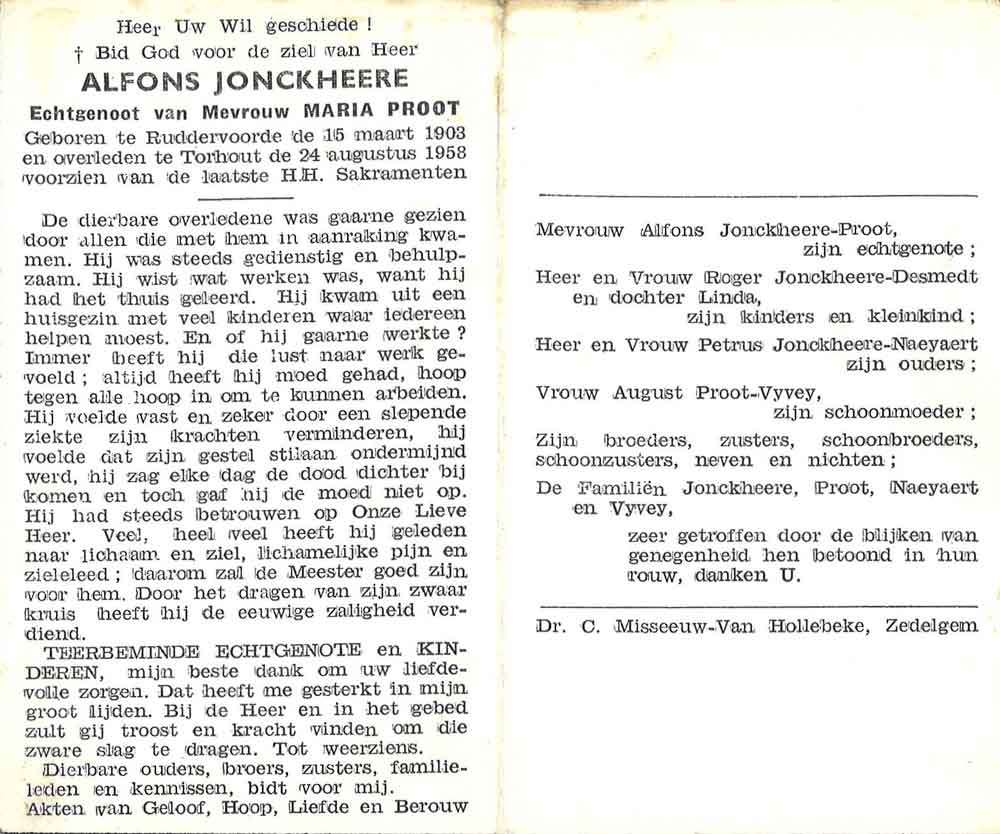 Heer Uw Wil geschiede !
† Bid God voor de ziel van Heer
ALFONS JONCKHEERE
Echtgenoot van Mevrouw MARIA PROOT
Geboren te Ruddervoorde de 15 maart 1903
en overleden te Torhout de 24 augustus 1958
voorzien van de laatste H.H. Sakramenten
De dierbare overledene was gaarne gezien
door allen die met hem in aanraking kwa-
men. Hij was steeds gedienstig en behulp-
zaam. Hij wist wat werken was, want hij
had het thuis geleerd. Hij kwam uit een
huisgezin met veel kinderen waar iedereen
helpen moest. En of hij gaarne werkte ?
Immer heeft hij die lust naar werk ge-
voeld ; altijd heeft hij moed gehad, hoop
tegen alle hoop in om te kunnen arbeiden.
Hij voelde vast en zeker door een slepende
ziekte zijn krachten verminderen, hij
voelde dat zijn gestel stilaan ondermijnd
werd, hij zag elke dag de dood dichter bij
komen en toch gaf hij de moed niet op.
Hij had steeds betrouwen op Onze Lieve
Heer. Veel, heel veel heeft hij geleden
naar lichaam en ziel, lichamelijke pijn en
zieleleed ; daarom zal de Meester goed zijn
voor hem. Door het dragen van zijn zwaar
kruis heeft hij de eeuwige zaligheid ver-
diend.
TEERBEMINDE ECHTGENOTE en KIN-
DEREN, mijn beste dank om uw liefde-
volle zorgen. Dat heeft me gesterkt in mijn
groot lijden. Bij de Heer en in het gebed
zult gij troost en kracht vinden om die
zware slag te dragen. Tot weerziens.
Dierbare ouders, broers, zusters, familie-
leden en kennissen, bidt voor mij.
Akten van Geloof, Hoop, Liefde en Berouw
Mevrouw Alfons Jonckheere-Proot,
zijn echtgenote ;
Heer en Vrouw Roger Jonckheere-Desmedt
en dochter Linda,
zijn kinders en kleinkind ;
Heer en Vrouw Petrus Jonckheere-Naeyaert
zijn ouders ;
Vrouw August Proot-Vyvey,
zijn schoonmoeder ;
Zijn broeders, zusters, schoonbroeders,
schoonzusters, neven en nichten ;
De Familiën Jonckheere, Proot, Naeyaert
en Vyvey,
zeer getroffen door de blijken van
genegenheid hen betoond in hun
rouw, danken U.
Dr. C. Misseeuw-Van Hollebeke, Zedelgem